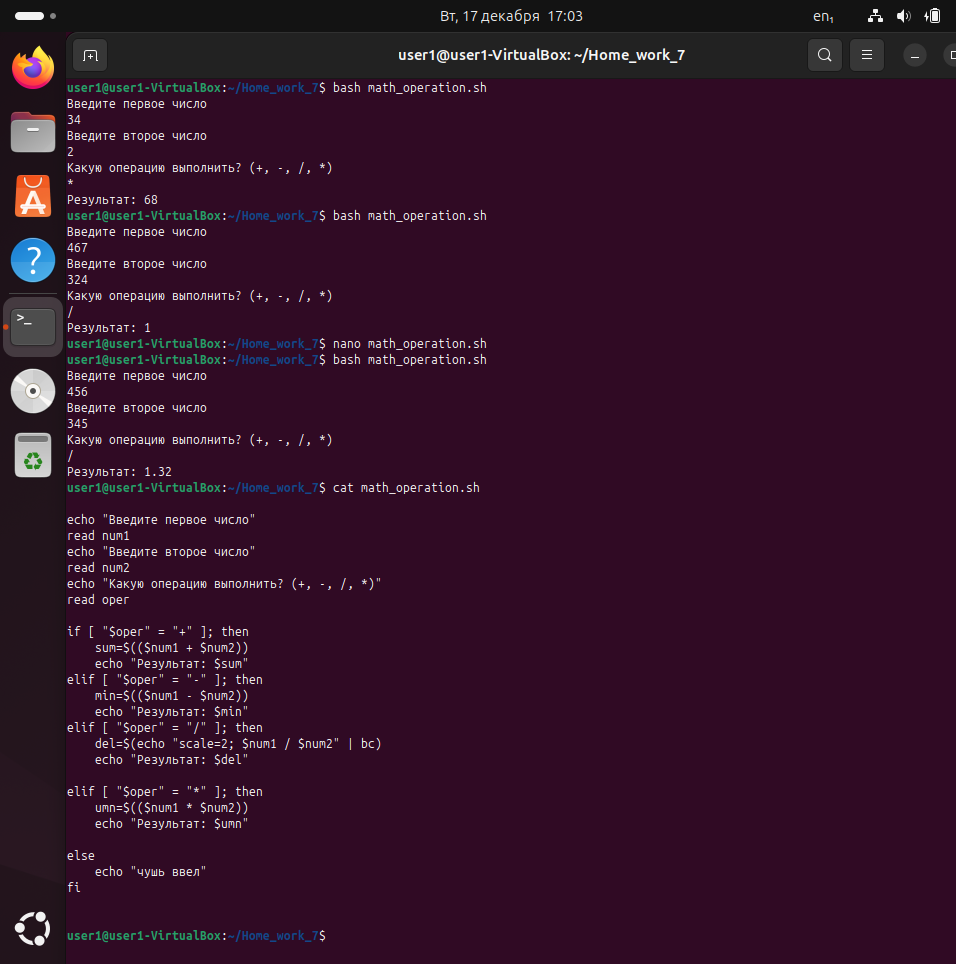 Вт, 17 декабря 17:03
en₁
user1@user1-VirtualBox: ~/Home_work_7
user1@user1-VirtualBox:~/Home_work_7$ bash math_operation.sh
Введите первое число
34
Введите второе число
2
Какую операцию выполнить? (+, -, /, *)
*
Результат: 68
user1@user1-VirtualBox:~/Home_work_7$ bash math_operation.sh
Введите первое число
467
Введите второе число
324
Какую операцию выполнить? (+, -, /, *)
/
Результат: 1
user1@user1-VirtualBox:~/Home_work_7$ nano math_operation.sh
user1@user1-VirtualBox:~/Home_work_7$ bash math_operation.sh
Введите первое число
456
Введите второе число
345
Какую операцию выполнить? (+, -, /, *)
/
Результат: 1.32
user1@user1-VirtualBox:~/Home_work_7$ cat math_operation.sh

echo "Введите первое число"
read num1
echo "Введите второе число"
read num2
echo "Какую операцию выполнить? (+, -, /, *)"
read oper

if [ "$oper" = "+" ]; then
    sum=$(($num1 + $num2))
    echo "Результат: $sum"
elif [ "$oper" = "-" ]; then
    min=$(($num1 - $num2))
    echo "Результат: $min"
elif [ "$oper" = "/" ]; then
    del=$(echo "scale=2; $num1 / $num2" | bc)
    echo "Результат: $del"

elif [ "$oper" = "*" ]; then
    umn=$(($num1 * $num2))
    echo "Результат: $umn"

else
    echo "чушь ввел"
fi

user1@user1-VirtualBox:~/Home_work_7$